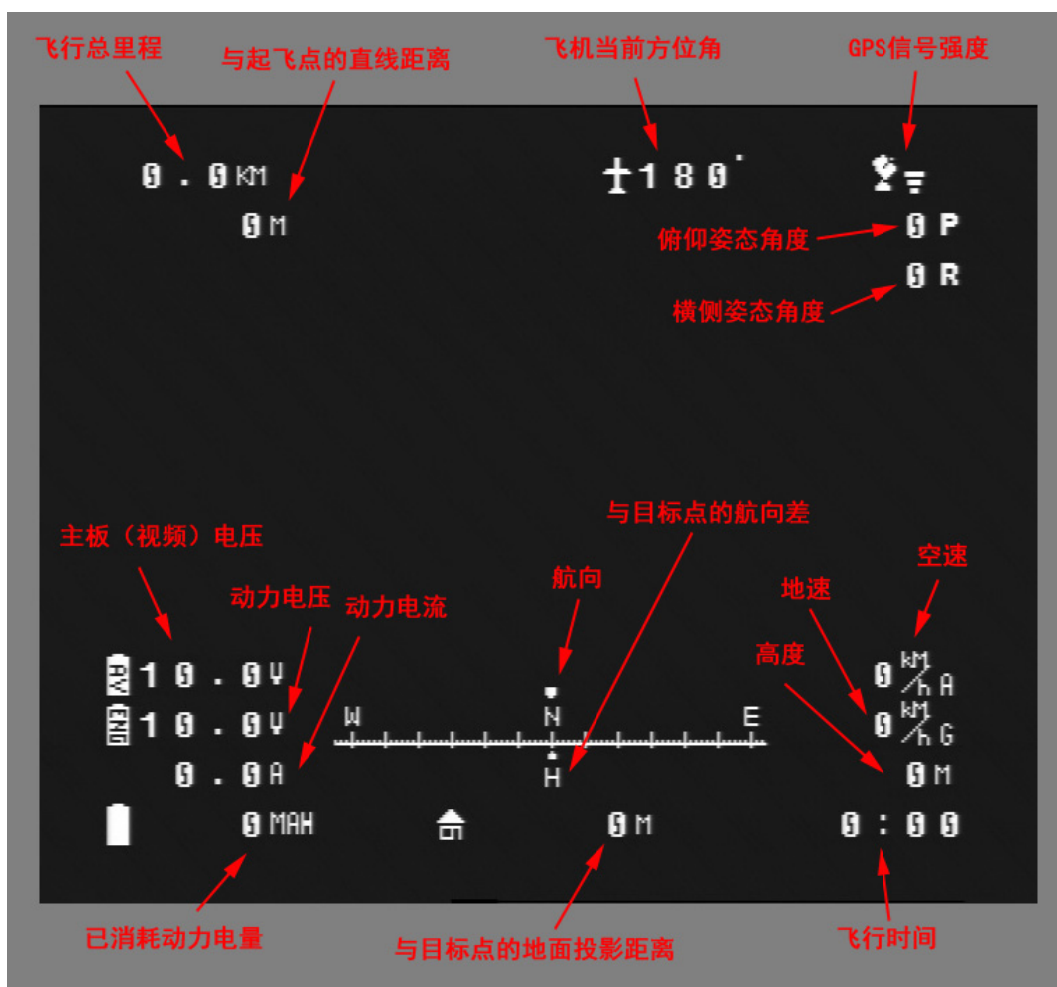 飞行总里程
与起飞点的直线距离
飞机当前方位角
GPS信号强度
0.0KM
180°
0M
俯仰姿态角度
0 P
横侧姿态角度
0 R
与目标点的航向差
主板（视频）电压
空速
航向
地速
动力电压
动力电流
高度
AV 10.0V
0 km/h A
ENG 10.0V
W N E
0 km/h G
0.0A
H
0M
0MAH
0M
0:00
已消耗动力电量
与目标点的地面投影距离
飞行时间